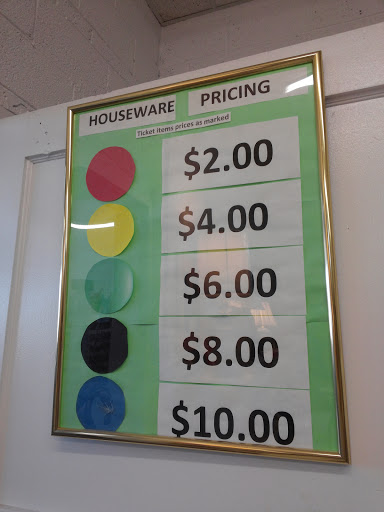 HOUSEWARE PRICING
Ticket items prices as marked
$2.00
$4.00
$6.00
$8.00
$10.00